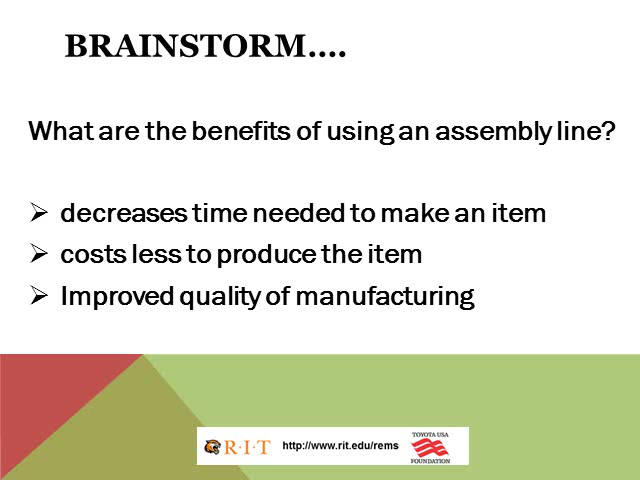 BRAINSTORM....
What are the benefits of using an assembly line?
➢ decreases time needed to make an item
➢ costs less to produce the item
➢ Improved quality of manufacturing
R·I·T http://www.rit.edu/rems TOYOTA USA
FOUNDATION